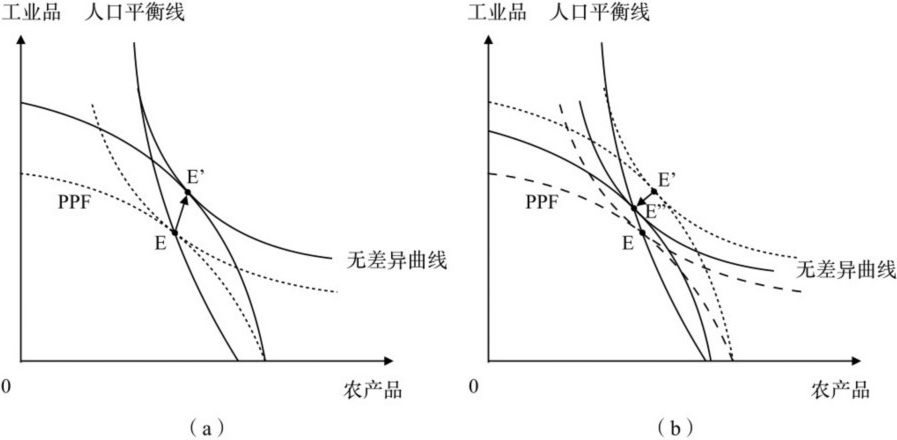 工业品 人口平衡线
E’
PPF
E
无差异曲线
0
农产品
(a)
工业品 人口平衡线
E’
E’’
PPF
E
无差异曲线
0
农产品
(b)